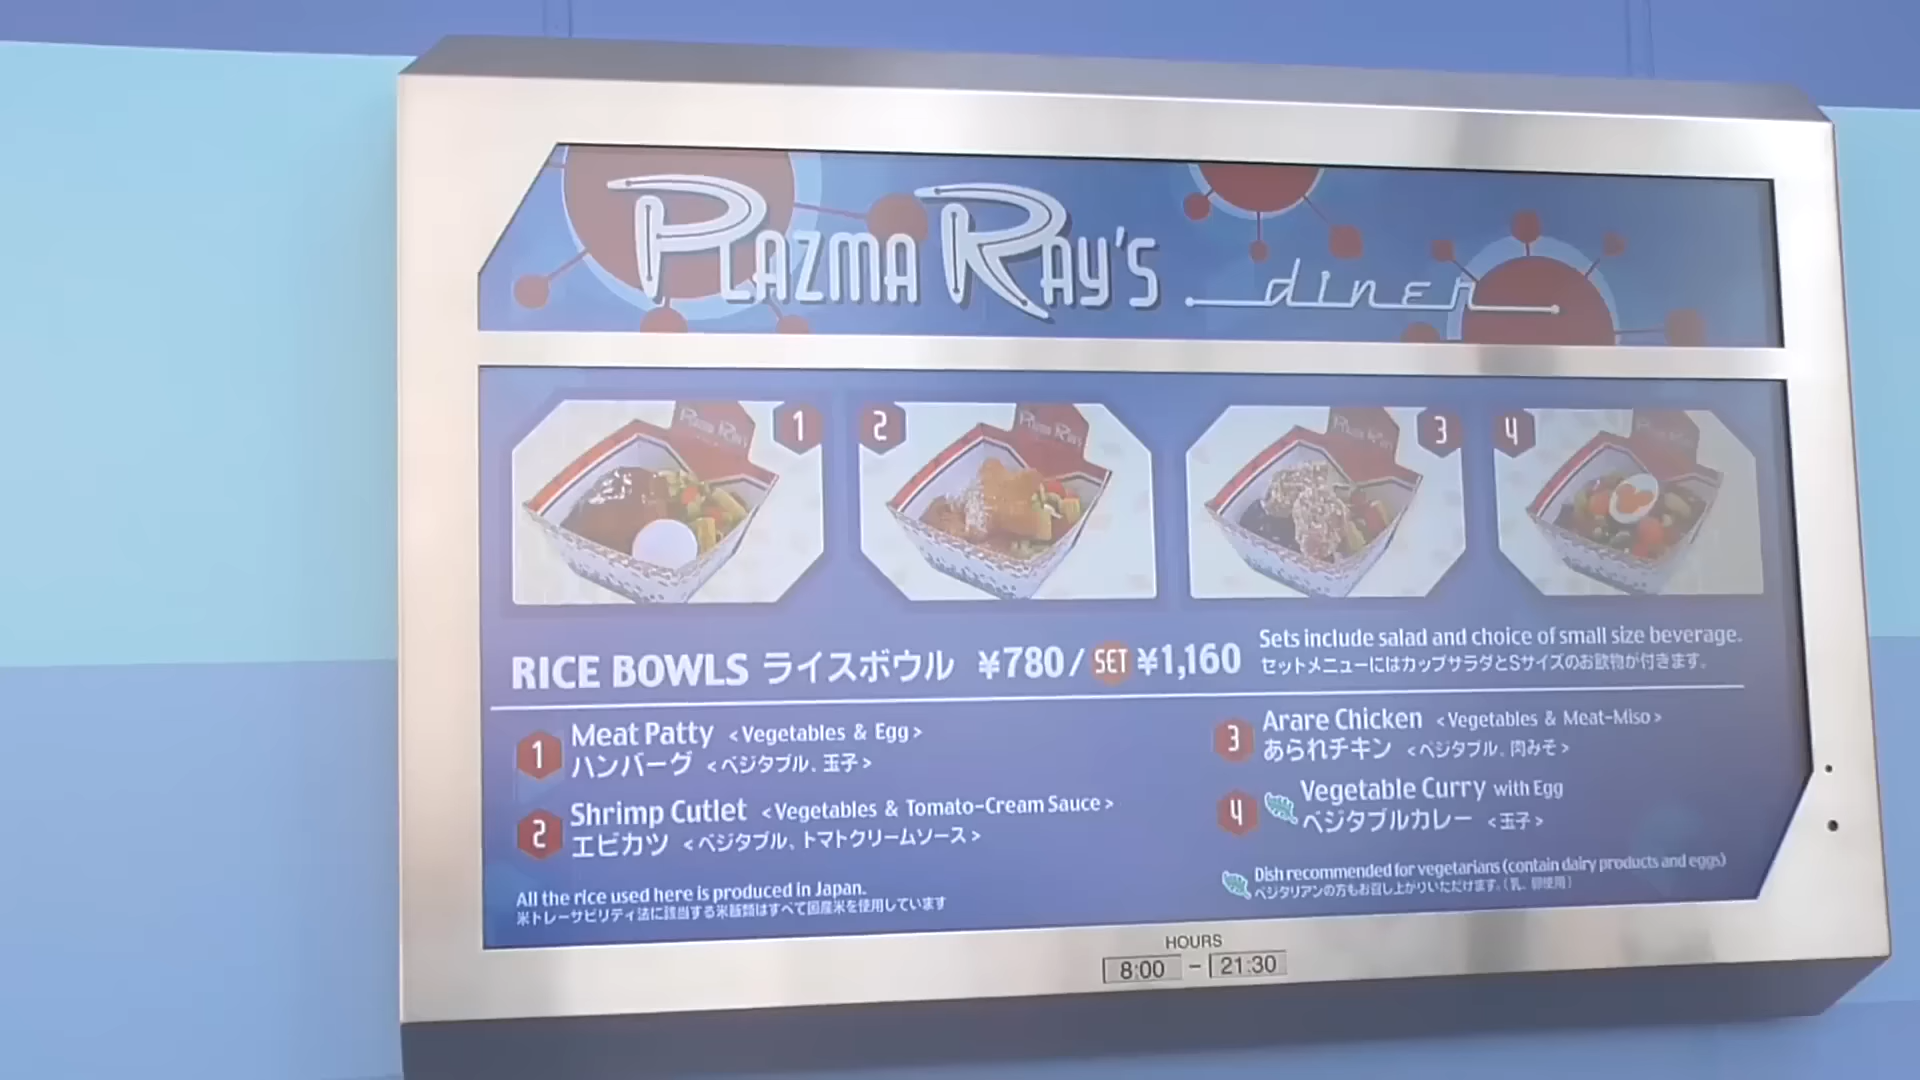 PLAZMA RAY'S diner
1
2
3
4
RICE BOWLS ライスボウル ¥780/SET ¥1,160
Sets include salad and choice of small size beverage.
セットメニューにはカップサラダとSサイズのお飲物が付きます。
1 Meat Patty <Vegetables & Egg>
ハンバーグ <ベジタブル、玉子>
2 Shrimp Cutlet <Vegetables & Tomato-Cream Sauce>
エビカツ <ベジタブル、トマトクリームソース>
3 Arare Chicken <Vegetables & Meat-Miso>
あられチキン <ベジタブル、肉みそ>
4 Vegetable Curry with Egg
ベジタブルカレー <玉子>
All the rice used here is produced in Japan.
米トレーサビリティ法に該当する米飯類はすべて国産米を使用しています
Dish recommended for vegetarians (contain dairy products and eggs)
ベジタリアンの方もお召し上がりいただけます。(乳、卵使用)
HOURS
8:00 - 21:30